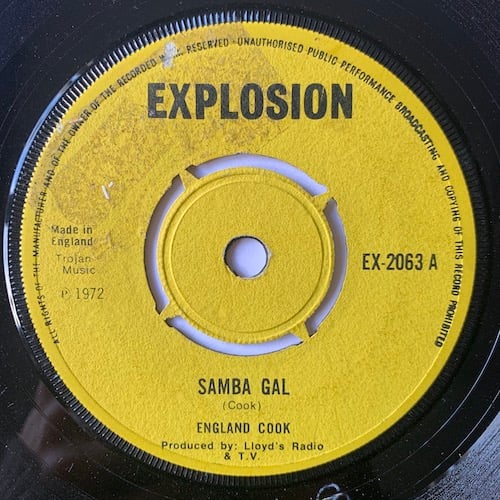 ALL RIGHTS OF THE MANUFACTURER AND OF THE OWNER OF THE RECORDED RESERVED · UNAUTHORISED PUBLIC PERFORMANCE BROADCASTING AND COPYING OF THIS RECORD PROHIBITED
EXPLOSION
Made in
England
Trojan
Music
℗ 1972
EX-2063 A
SAMBA GAL
(Cook)
ENGLAND COOK
Produced by: Lloyd's Radio
& T.V.